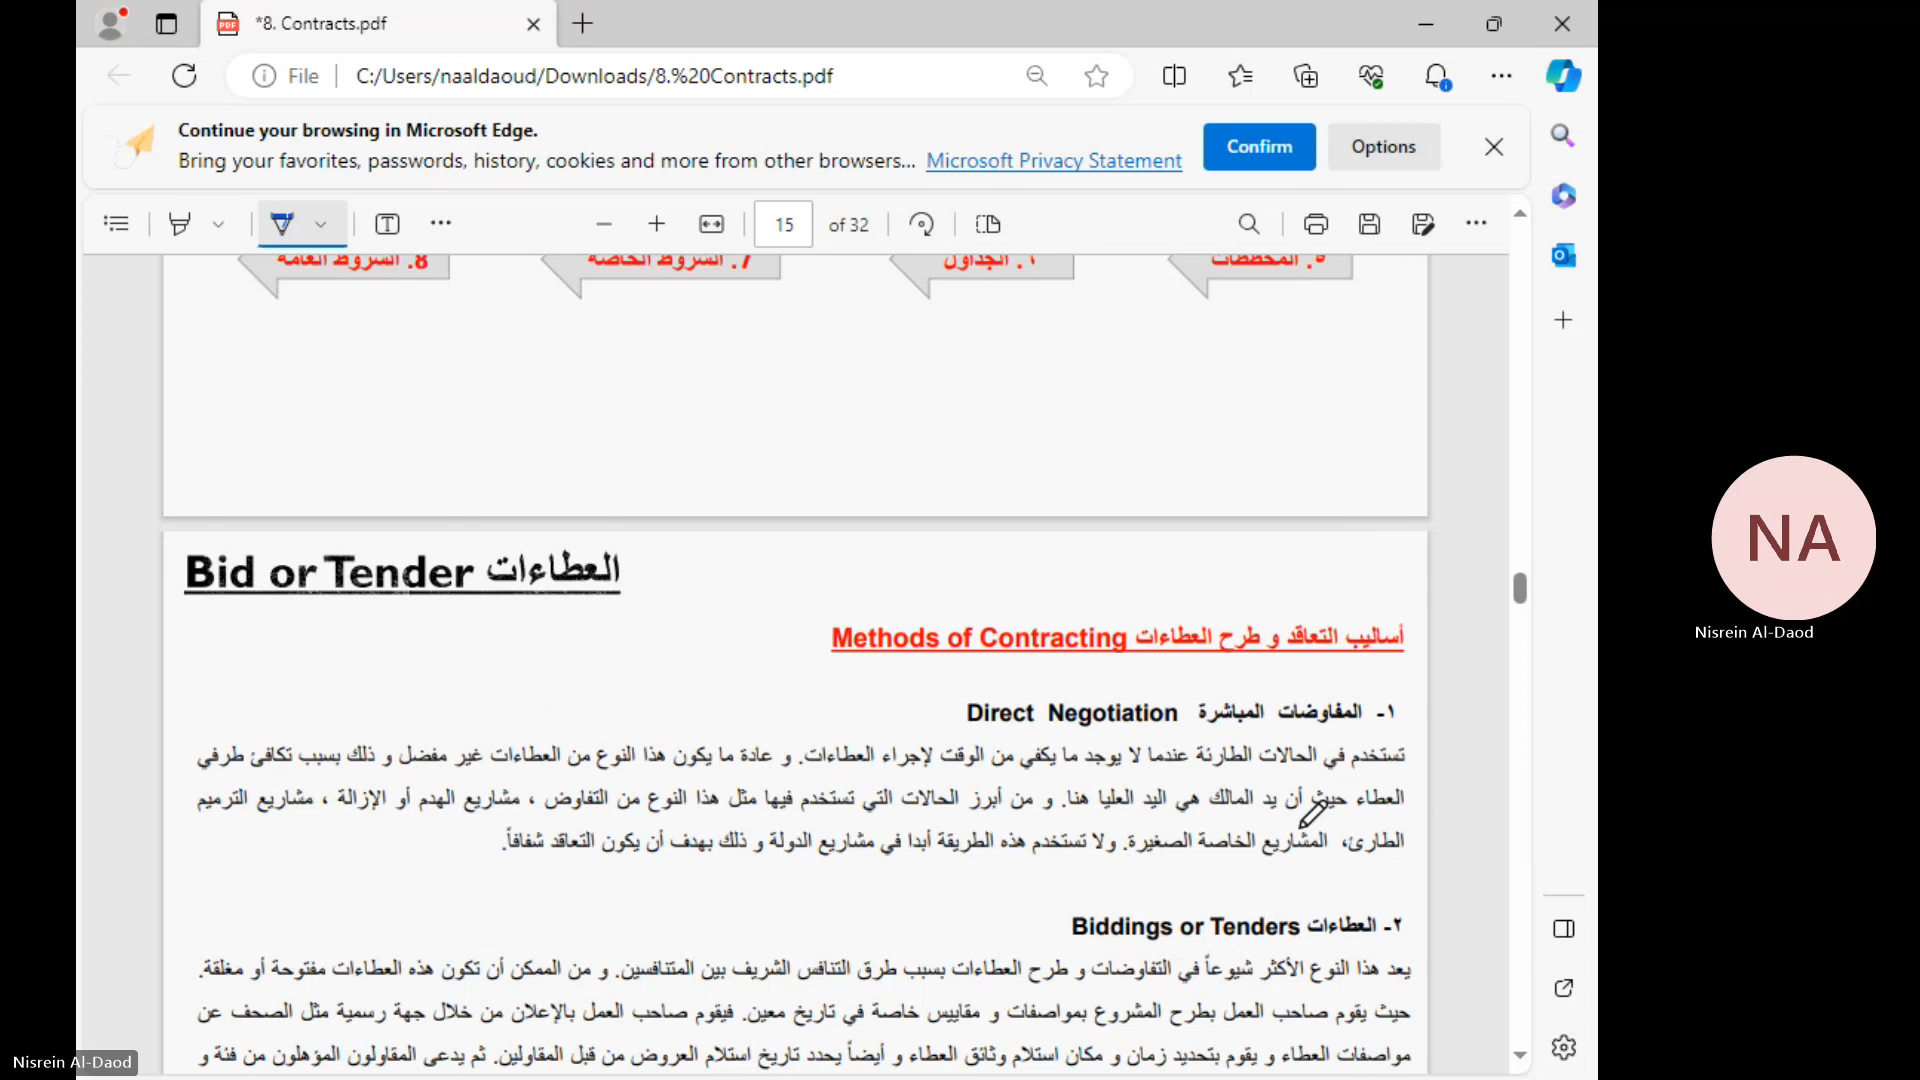 *8. Contracts.pdf
File
C:/Users/naaldaoud/Downloads/8.%20Contracts.pdf
Continue your browsing in Microsoft Edge.
Bring your favorites, passwords, history, cookies and more from other browsers... Microsoft Privacy Statement
Confirm
Options
15 of 32
٥. المخططات
٦. الجداول
7. الشروط الخاصة
8. الشروط العامة
Bid or Tender العطاءات
أساليب التعاقد و طرح العطاءات Methods of Contracting
١- المفاوضات المباشرة Direct Negotiation
تستخدم في الحالات الطارئة عندما لا يوجد ما يكفي من الوقت لإجراء العطاءات. و عادة ما يكون هذا النوع من العطاءات غير مفضل و ذلك بسبب تكافئ طرفي
العطاء حيث أن يد المالك هي اليد العليا هنا. و من أبرز الحالات التي تستخدم فيها مثل هذا النوع من التفاوض ، مشاريع الهدم أو الإزالة ، مشاريع الترميم
الطارئ، المشاريع الخاصة الصغيرة. ولا تستخدم هذه الطريقة أبدا في مشاريع الدولة و ذلك بهدف أن يكون التعاقد شفافاً.
٢- العطاءات Biddings or Tenders
يعد هذا النوع الأكثر شيوعاً في التفاوضات و طرح العطاءات بسبب طرق التنافس الشريف بين المتنافسين. و من الممكن أن تكون هذه العطاءات مفتوحة أو مغلقة.
حيث يقوم صاحب العمل بطرح المشروع بمواصفات و مقاييس خاصة في تاريخ معين. فيقوم صاحب العمل بالإعلان من خلال جهة رسمية مثل الصحف عن
مواصفات العطاء و يقوم بتحديد زمان و مكان استلام وثائق العطاء و أيضاً يحدد تاريخ استلام العروض من قبل المقاولين. ثم يدعى المقاولون المؤهلون من فئة و
NA
Nisrein Al-Daod
Nisrein Al-Daod